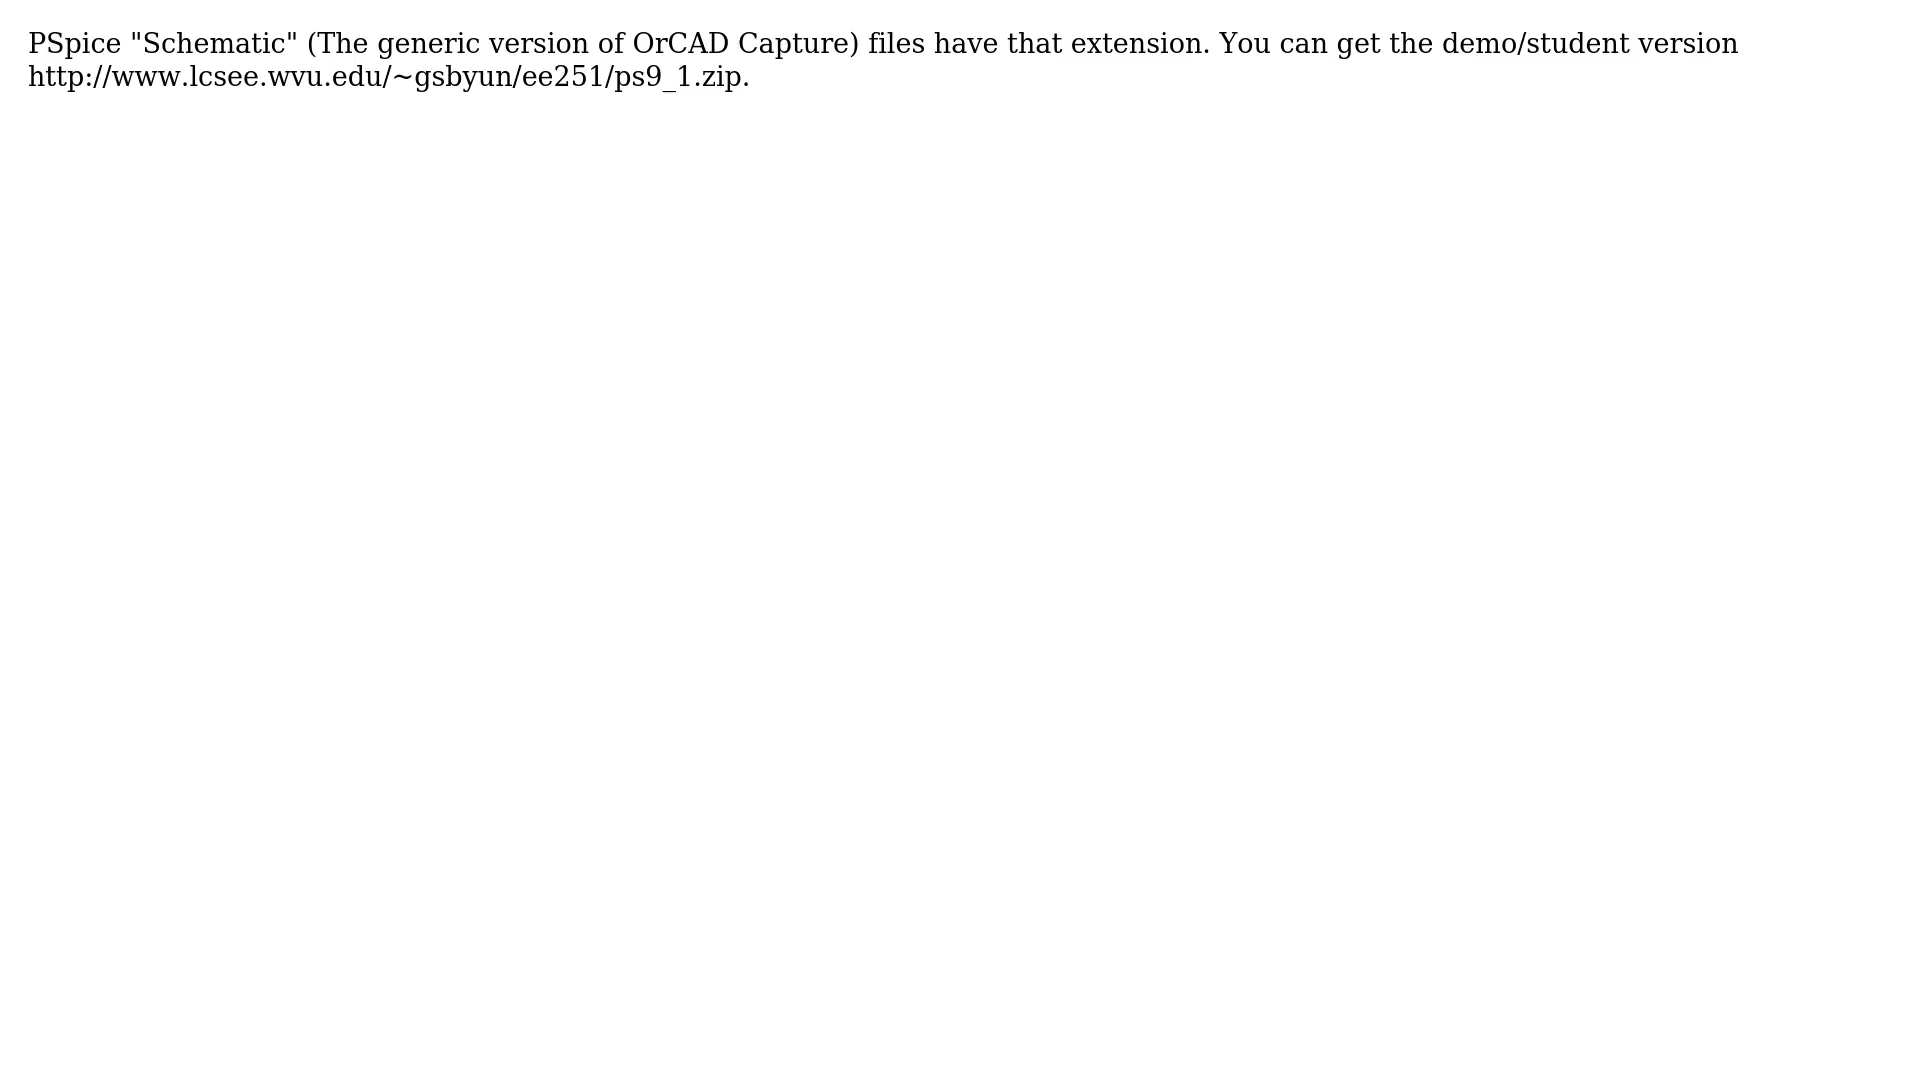 PSpice "Schematic" (The generic version of OrCAD Capture) files have that extension. You can get the demo/student version
http://www.lcsee.wvu.edu/~gsbyun/ee251/ps9_1.zip.